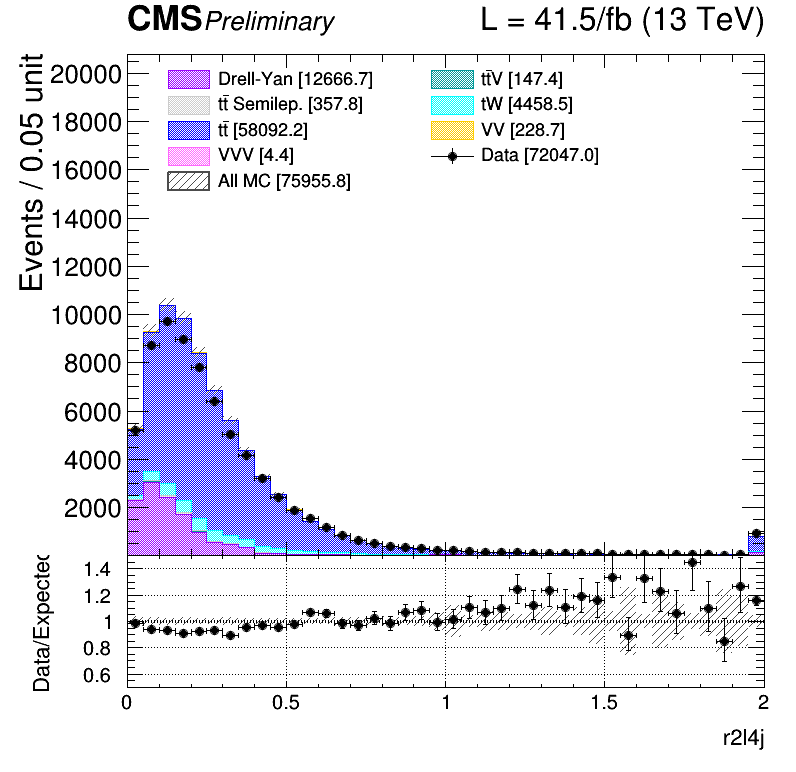 CMS Preliminary L = 41.5/fb (13 TeV)
Events / 0.05 unit
20000
18000
16000
14000
12000
10000
8000
6000
4000
2000
Drell-Yan [12666.7]
tt̄ Semilep. [357.8]
tt̄ [58092.2]
VVV [4.4]
All MC [75955.8]
tt̄V [147.4]
tW [4458.5]
VV [228.7]
Data [72047.0]
Data/Expected
1.4
1.2
1
0.8
0.6
0 0.5 1 1.5 2
r2l4j